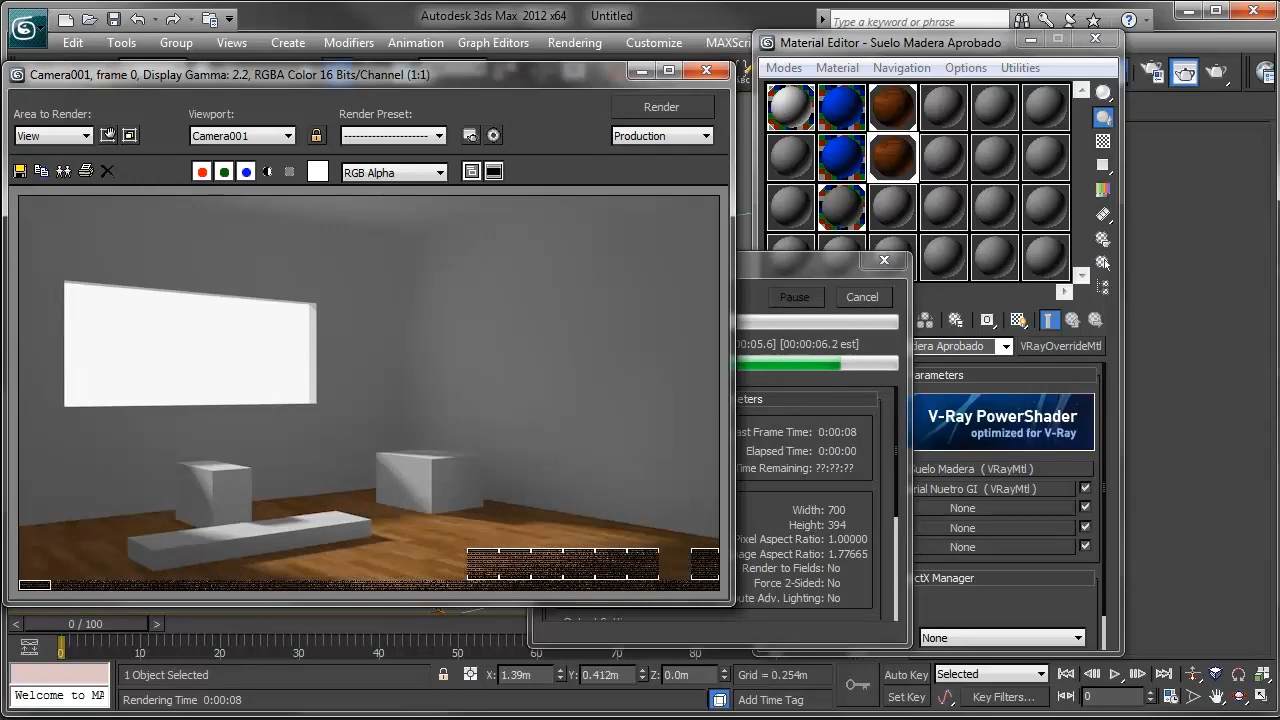 Autodesk 3ds Max 2012 x64 Untitled
Type a keyword or phrase
Edit Tools Group Views Create Modifiers Animation Graph Editors Rendering Customize MAXScri
Material Editor - Suelo Madera Aprobado
Modes Material Navigation Options Utilities
Camera001, frame 0, Display Gamma: 2.2, RGBA Color 16 Bits/Channel (1:1)
Area to Render:
View
Viewport:
Camera001
Render Preset:
Render
Production
RGB Alpha
Pause Cancel
00:05.6] [00:00:06.2 est]
eters
ast Frame Time: 0:00:08
Elapsed Time: 0:00:00
Time Remaining: ??:??:??
Width: 700
Height: 394
Pixel Aspect Ratio: 1.00000
mage Aspect Ratio: 1.77665
Render to Fields: No
Force 2-Sided: No
ute Adv. Lighting: No
dera Aprobado VRayOverrideMtl
arameters
V-Ray PowerShader
optimized for V-Ray
Suelo Madera ( VRayMtl )
rial Nuetro GI ( VRayMtl )
None
None
None
ctX Manager
None
0 / 100
0 10 20 30 40 50 60 70 80
1 Object Selected
X: 1.39m Y: 0.412m Z: 0.0m Grid = 0.254m
Auto Key Selected
Welcome to MA
Rendering Time 0:00:08
Add Time Tag
Set Key Key Filters... 0